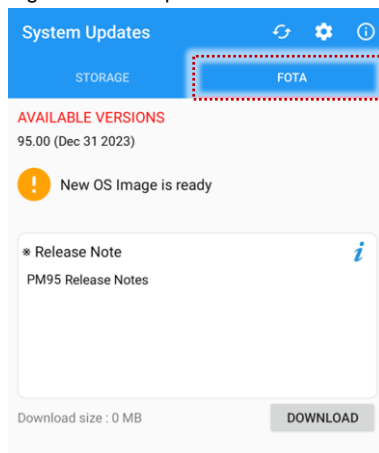 System Updates
STORAGE
FOTA
AVAILABLE VERSIONS
95.00 (Dec 31 2023)
New OS Image is ready
※ Release Note
PM95 Release Notes
Download size : 0 MB
DOWNLOAD